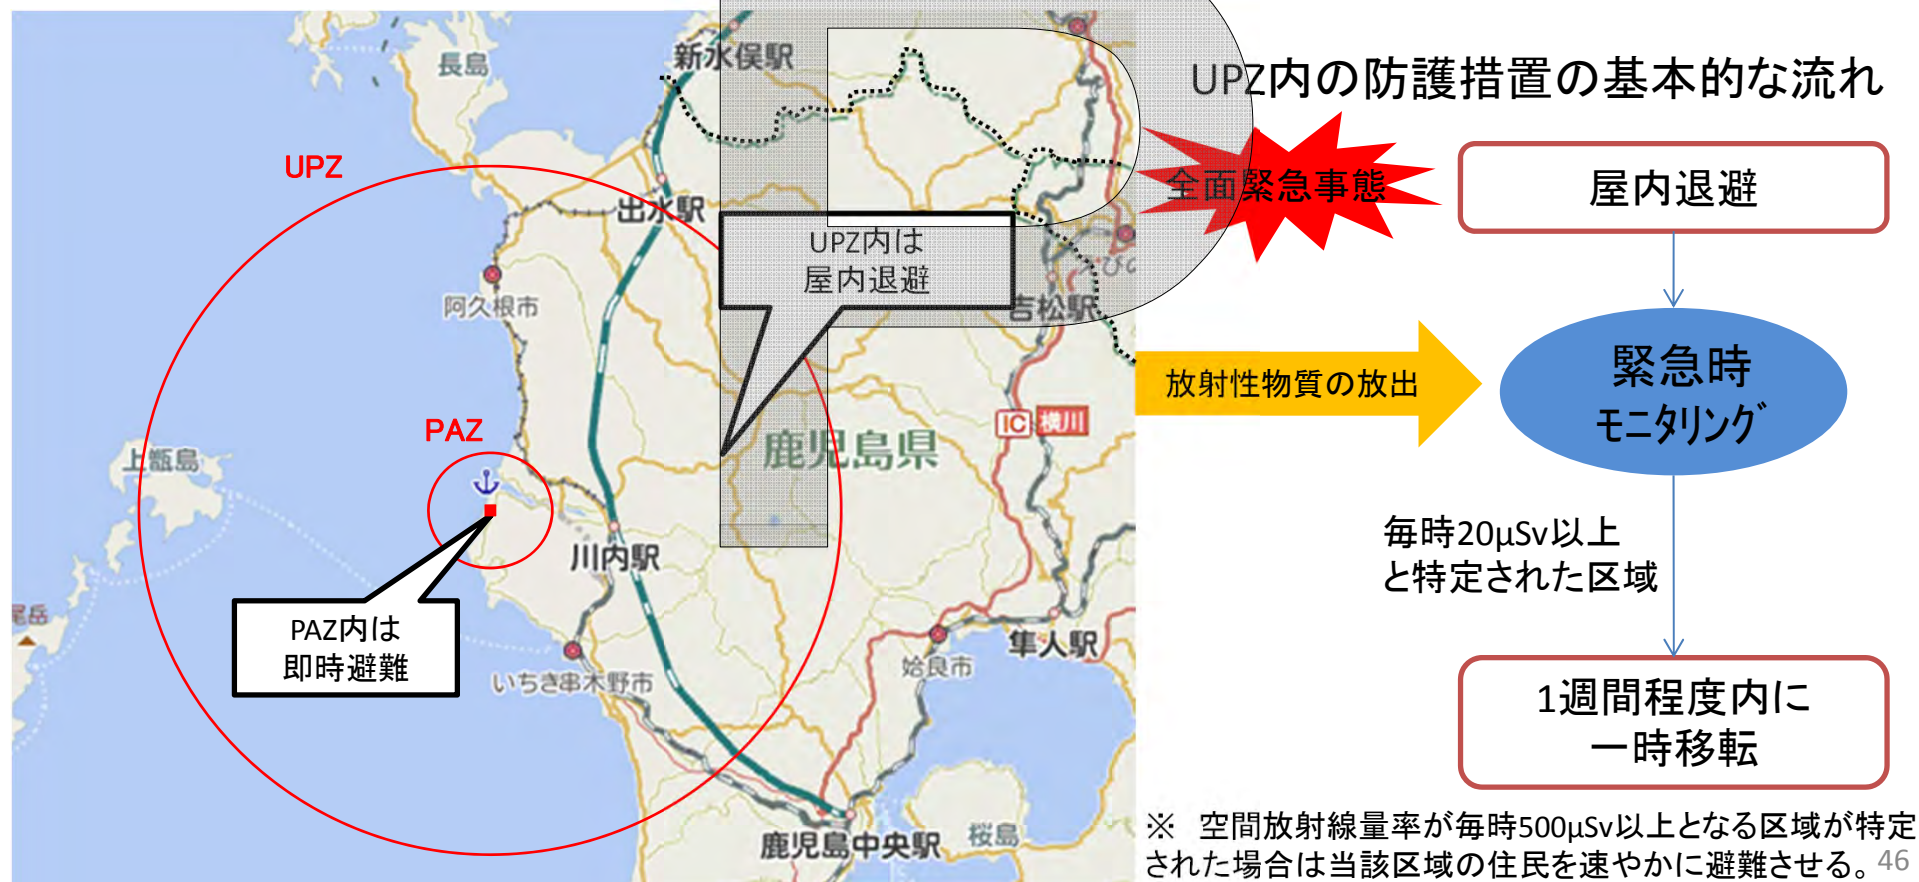 長島
新水俣駅
UPZ
出水駅
UPZ内は
屋内退避
阿久根市
吉松駅
PAZ
上甑島
鹿児島県
IC 横川
川内駅
PAZ内は
即時避難
いちき串木野市
姶良市
隼人駅
鹿児島中央駅
桜島
UPZ内の防護措置の基本的な流れ
全面緊急事態
屋内退避
放射性物質の放出
緊急時
モニタリング
毎時20μSv以上
と特定された区域
1週間程度内に
一時移転
※ 空間放射線量率が毎時500μSv以上となる区域が特定
された場合は当該区域の住民を速やかに避難させる。
46